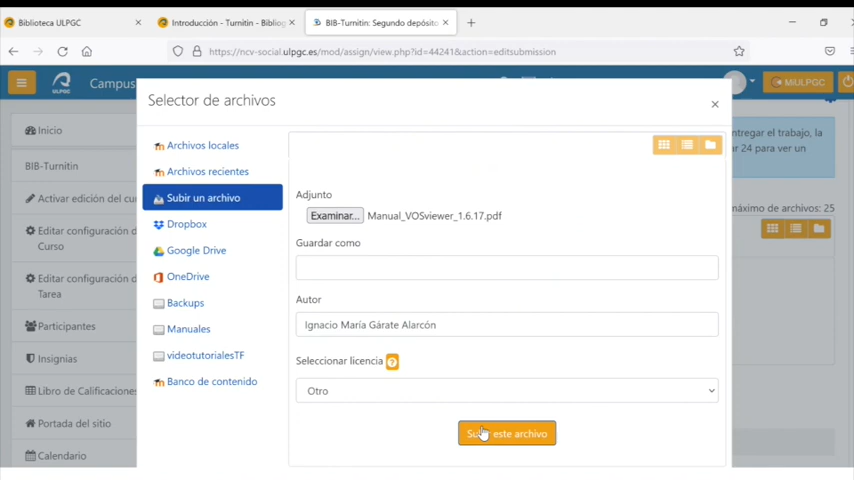 Biblioteca ULPGC
Introducción - Turnitin - Bibliog
BIB-Turnitin: Segundo depósito
https://ncv-social.ulpgc.es/mod/assign/view.php?id=44241&action=editsubmission
ULPGC
Campus
MiULPGC
Selector de archivos
Inicio
BIB-Turnitin
Activar edición del cu
Editar configuración d
Curso
Editar configuración d
Tarea
Participantes
Insignias
Libro de Calificaciones
Portada del sitio
Calendario
Archivos locales
Archivos recientes
Subir un archivo
Dropbox
Google Drive
OneDrive
Backups
Manuales
videotutorialesTF
Banco de contenido
Adjunto
Examinar... Manual_VOSviewer_1.6.17.pdf
Guardar como
Autor
Ignacio María Gárate Alarcón
Seleccionar licencia ?
Otro
Subir este archivo
ntregar el trabajo, la
ar 24 para ver un
máximo de archivos: 25